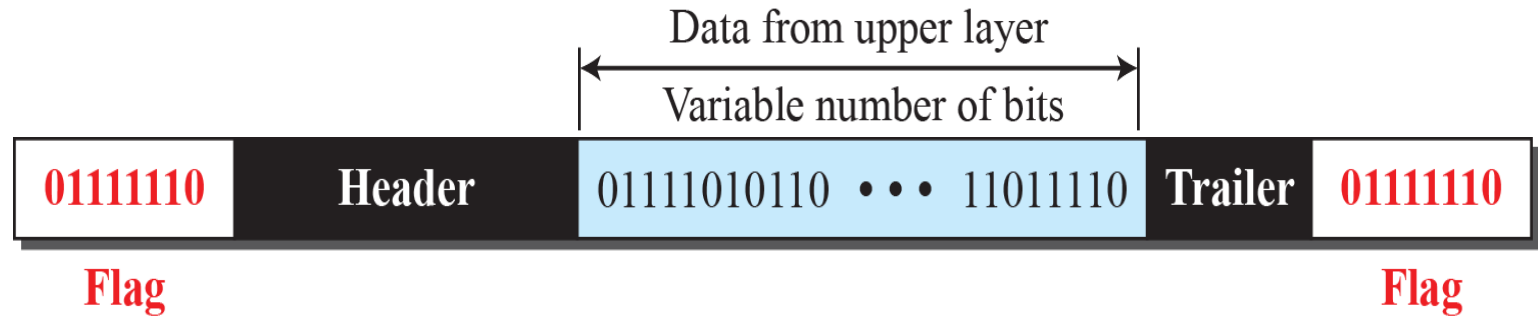 Data from upper layer
Variable number of bits
01111110 Header 01111010110 ••• 11011110 Trailer 01111110
Flag Flag